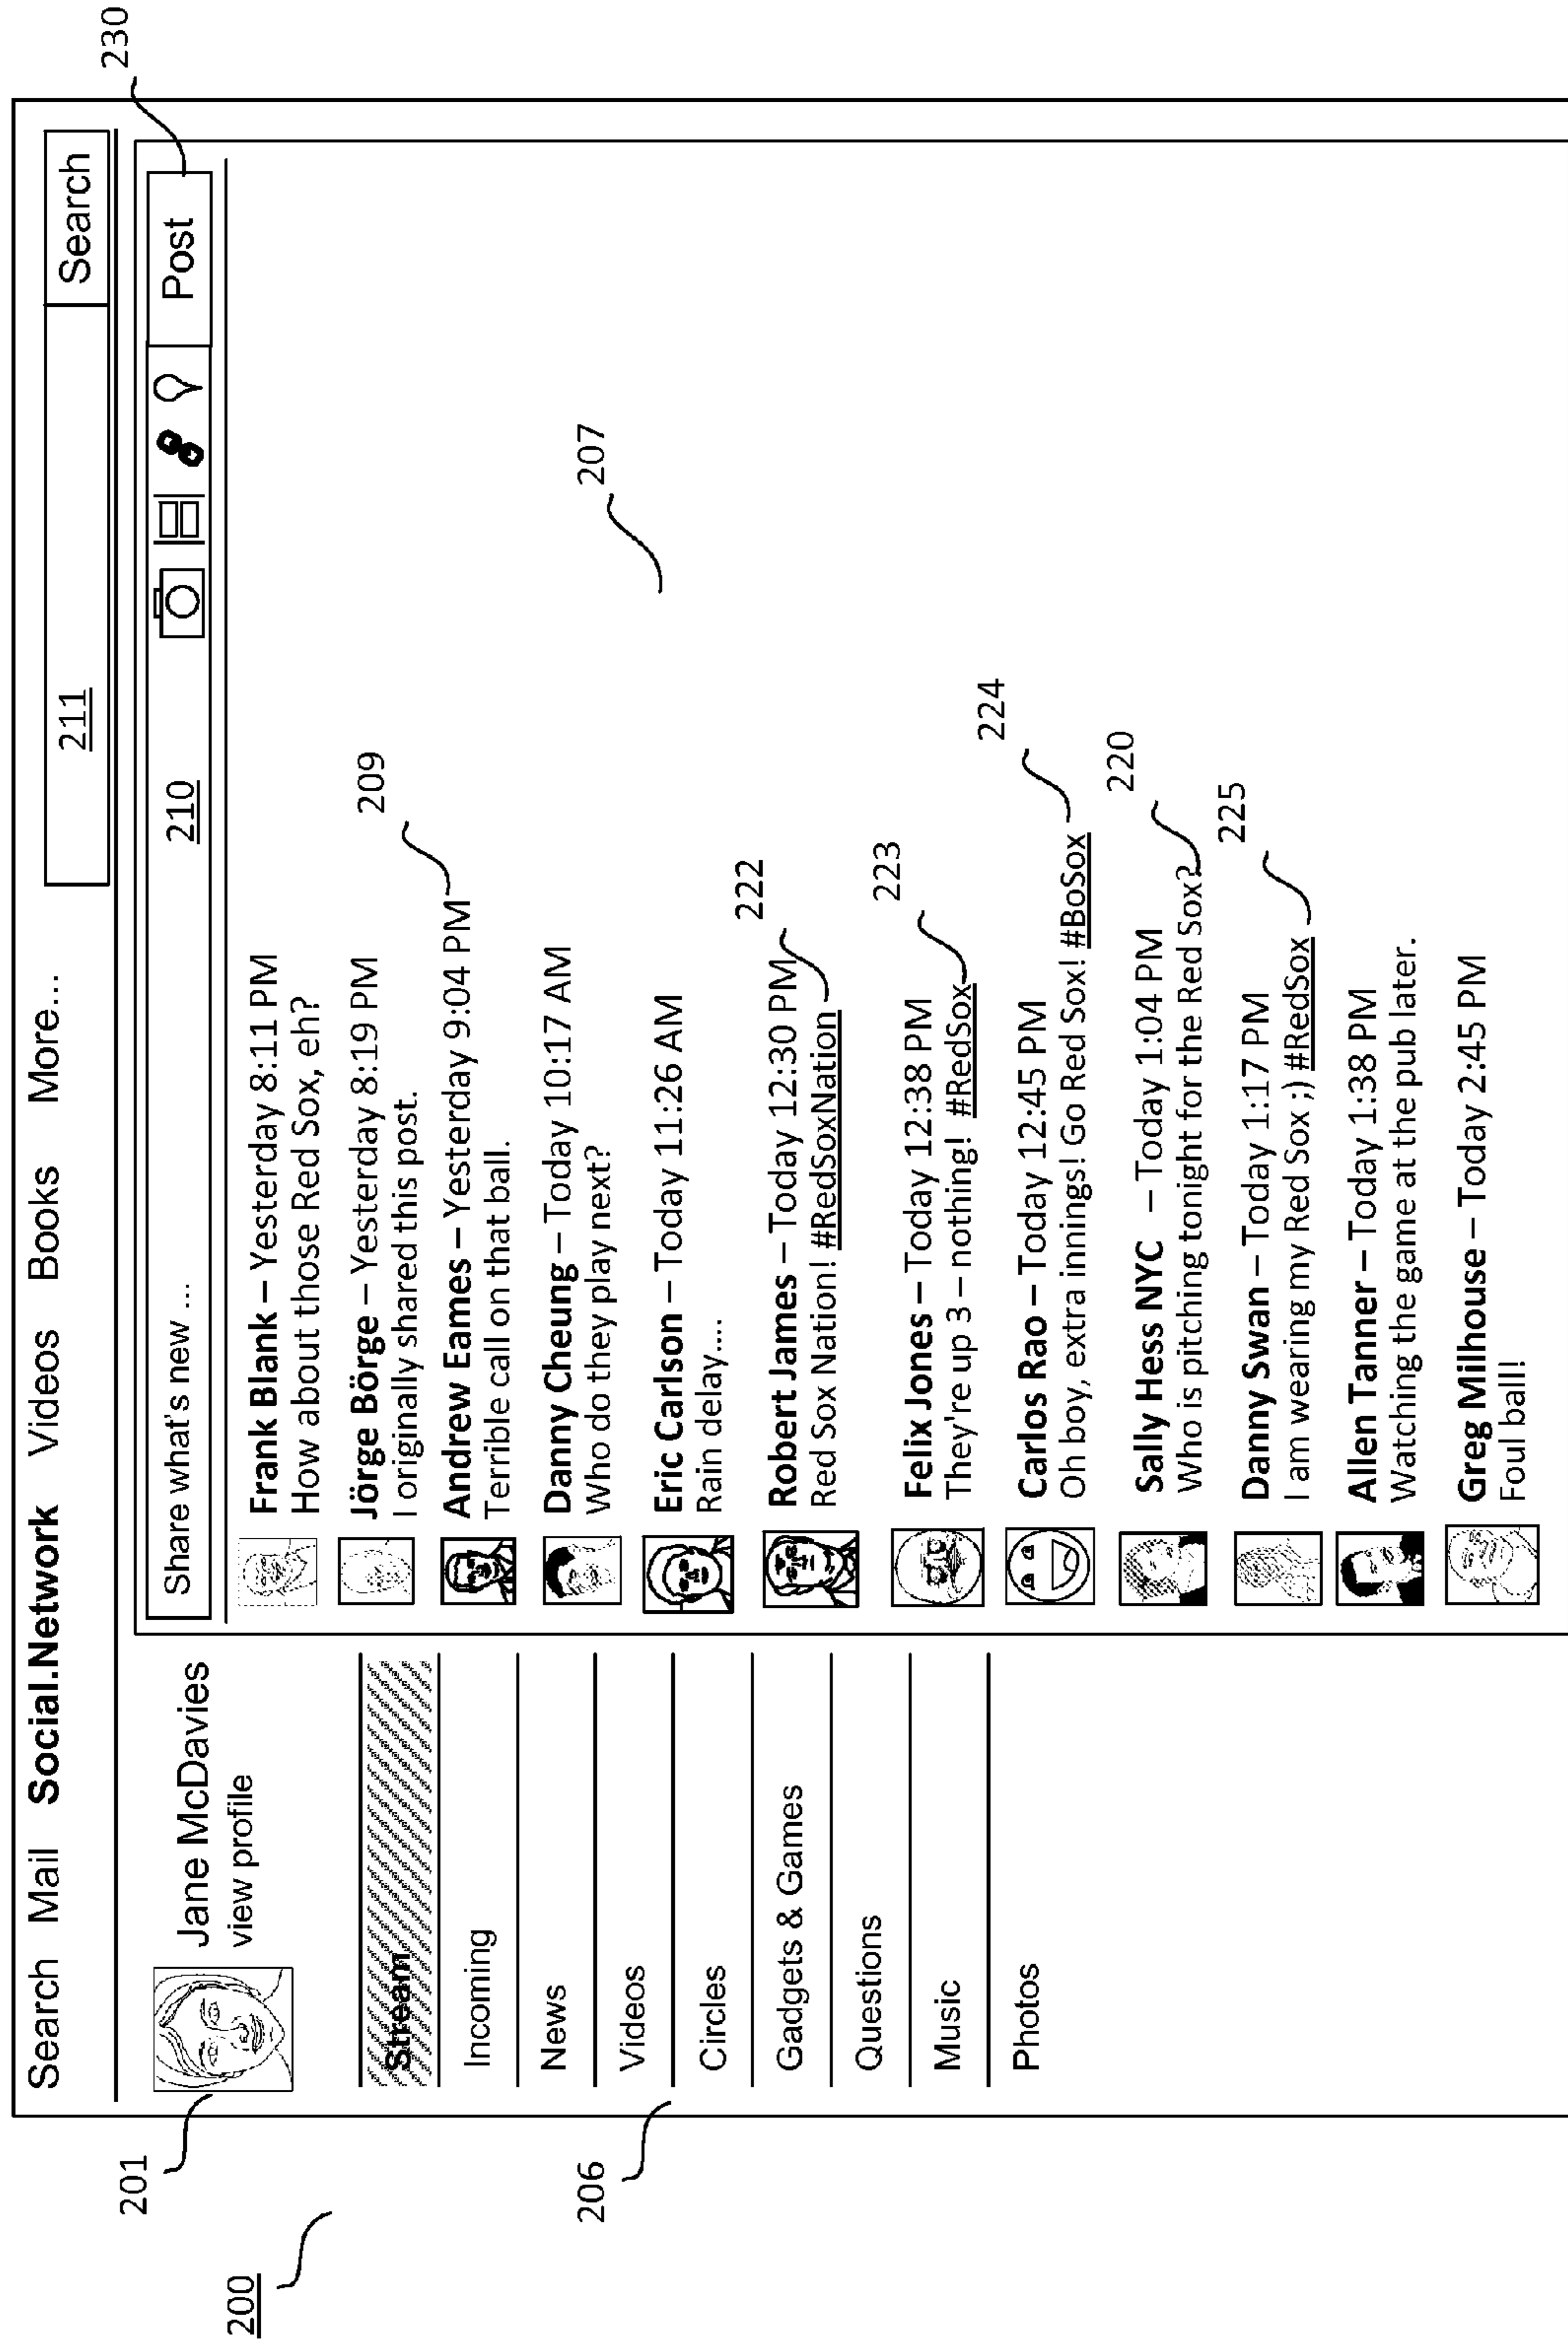 Search Mail Social.Network Videos Books More... 211 Search
230
201
Jane McDavies
view profile
200
Stream
Incoming
News
Videos
Circles
Gadgets & Games
Questions
Music
Photos
206
Share what's new ... 210 Post
Frank Blank – Yesterday 8:11 PM
How about those Red Sox, eh?
Jörge Börge – Yesterday 8:19 PM
I originally shared this post.
209
Andrew Eames – Yesterday 9:04 PM
Terrible call on that ball.
Danny Cheung – Today 10:17 AM
Who do they play next?
207
Eric Carlson – Today 11:26 AM
Rain delay....
222
Robert James – Today 12:30 PM
Red Sox Nation! #RedSoxNation
223
Felix Jones – Today 12:38 PM
They're up 3 – nothing! #RedSox
224
Carlos Rao – Today 12:45 PM
Oh boy, extra innings! Go Red Sox! #BoSox
220
Sally Hess NYC – Today 1:04 PM
Who is pitching tonight for the Red Sox?
225
Danny Swan – Today 1:17 PM
I am wearing my Red Sox ;) #RedSox
Allen Tanner – Today 1:38 PM
Watching the game at the pub later.
Greg Milhouse – Today 2:45 PM
Foul ball!